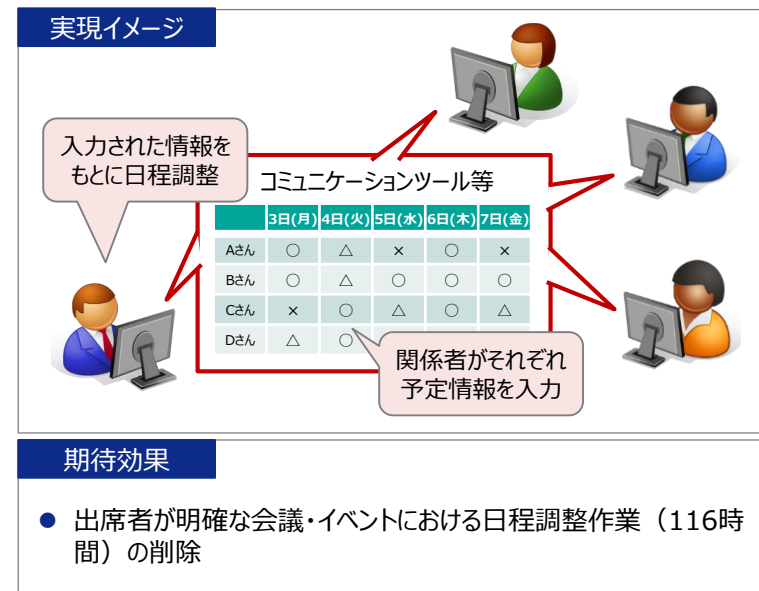 実現イメージ
入力された情報を
もとに日程調整
コミュニケーションツール等
3日(月) 4日(火) 5日(水) 6日(木) 7日(金)
Aさん ○ △ × ○ ×
Bさん ○ △ ○ ○ ○
Cさん × ○ △ ○ △
Dさん △ ○
関係者がそれぞれ
予定情報を入力
期待効果
● 出席者が明確な会議・イベントにおける日程調整作業（116時
間）の削除